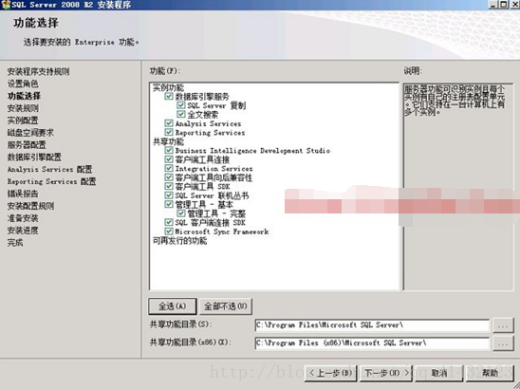 SQL Server 2008 R2 安装程序
功能选择
选择要安装的 Enterprise 功能。
安装程序支持规则
设置角色
功能选择
安装规则
实例配置
磁盘空间要求
服务器配置
数据库引擎配置
Analysis Services 配置
Reporting Services 配置
错误报告
安装配置规则
准备安装
安装进度
完成
功能(F):
实例功能
数据库引擎服务
SQL Server 复制
全文搜索
Analysis Services
Reporting Services
共享功能
Business Intelligence Development Studio
客户端工具连接
Integration Services
客户端工具向后兼容性
客户端工具 SDK
SQL Server 联机丛书
管理工具 - 基本
管理工具 - 完整
SQL 客户端连接 SDK
Microsoft Sync Framework
可再发行的功能
说明:
服务器功能可识别实例且每个
实例有自己的注册表配置单元
。它们支持在一台计算机上有
多个实例。
全选(A)
全部不选(U)
共享功能目录(S):
C:\Program Files\Microsoft SQL Server\
...
共享功能目录(x86)(X):
C:\Program Files (x86)\Microsoft SQL Server\
...
< 上一步(B)
下一步(N) >
取消
帮助